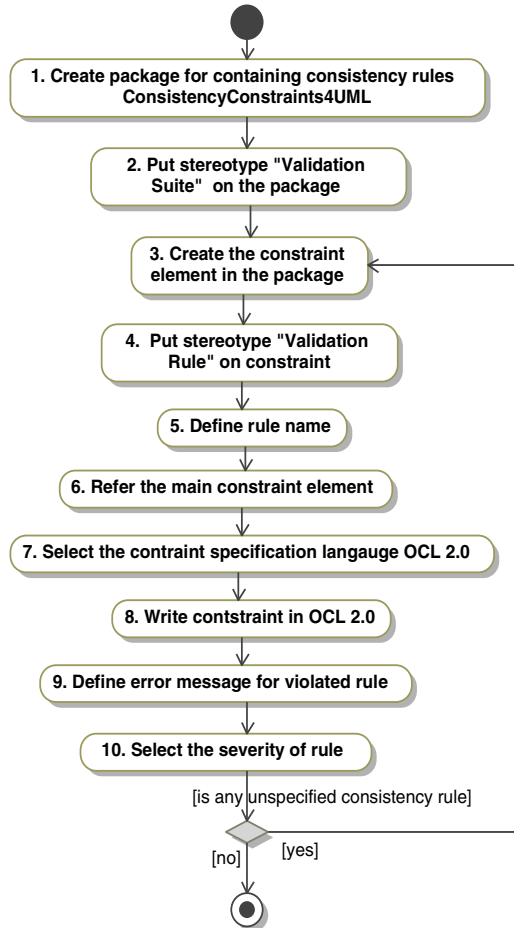 1. Create package for containing consistency rules
ConsistencyConstraints4UML
2. Put stereotype "Validation
Suite" on the package
3. Create the constraint
element in the package
4. Put stereotype "Validation
Rule" on constraint
5. Define rule name
6. Refer the main constraint element
7. Select the contraint specification langauge OCL 2.0
8. Write contstraint in OCL 2.0
9. Define error message for violated rule
10. Select the severity of rule
[is any unspecified consistency rule]
[yes]
[no]